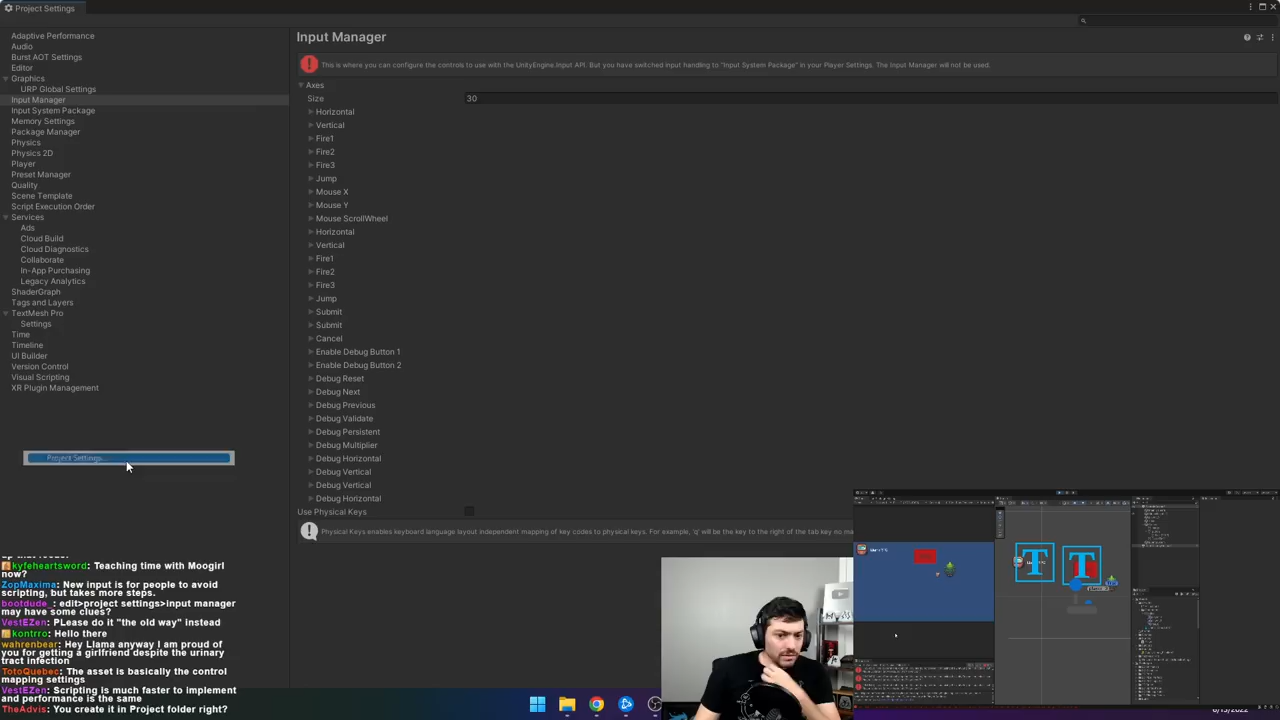 Project Settings
Adaptive Performance
Audio
Burst AOT Settings
Editor
Graphics
URP Global Settings
Input Manager
Input System Package
Memory Settings
Package Manager
Physics
Physics 2D
Player
Preset Manager
Quality
Scene Template
Script Execution Order
Services
Ads
Cloud Build
Cloud Diagnostics
Collaborate
In-App Purchasing
Legacy Analytics
ShaderGraph
Tags and Layers
TextMesh Pro
Settings
Time
Timeline
UI Builder
Version Control
Visual Scripting
XR Plugin Management
Project Settings...
Input Manager
This is where you can configure the controls to use with the UnityEngine.Input API. But you have switched input handling to "Input System Package" in your Player Settings. The Input Manager will not be used.
Axes
Size 30
Horizontal
Vertical
Fire1
Fire2
Fire3
Jump
Mouse X
Mouse Y
Mouse ScrollWheel
Horizontal
Vertical
Fire1
Fire2
Fire3
Jump
Submit
Submit
Cancel
Enable Debug Button 1
Enable Debug Button 2
Debug Reset
Debug Next
Debug Previous
Debug Validate
Debug Persistent
Debug Multiplier
Debug Horizontal
Debug Vertical
Debug Vertical
Debug Horizontal
Use Physical Keys
Physical Keys enables keyboard language layout independent mapping of key codes to physical keys. For example, 'q' will be the key to the right of the tab key no ma
kyfeheartsword: Teaching time with Moogirl
now?
ZopMaxima: New input is for people to avoid
scripting, but takes more steps.
bootdude_: edit>project settings>input manager
may have some clues?
VestEZen: PLease do it "the old way" instead
kontrro: Hello there
wahrenbear: Hey Llama anyway I am proud of
you for getting a girlfriend despite the urinary
tract infection
TotoQuebec: The asset is basically the control
mapping settings
VestEZen: Scripting is much faster to implement
and performance is the same
TheAdvis: You create it in Project folder right?
T
T
6/15/2022